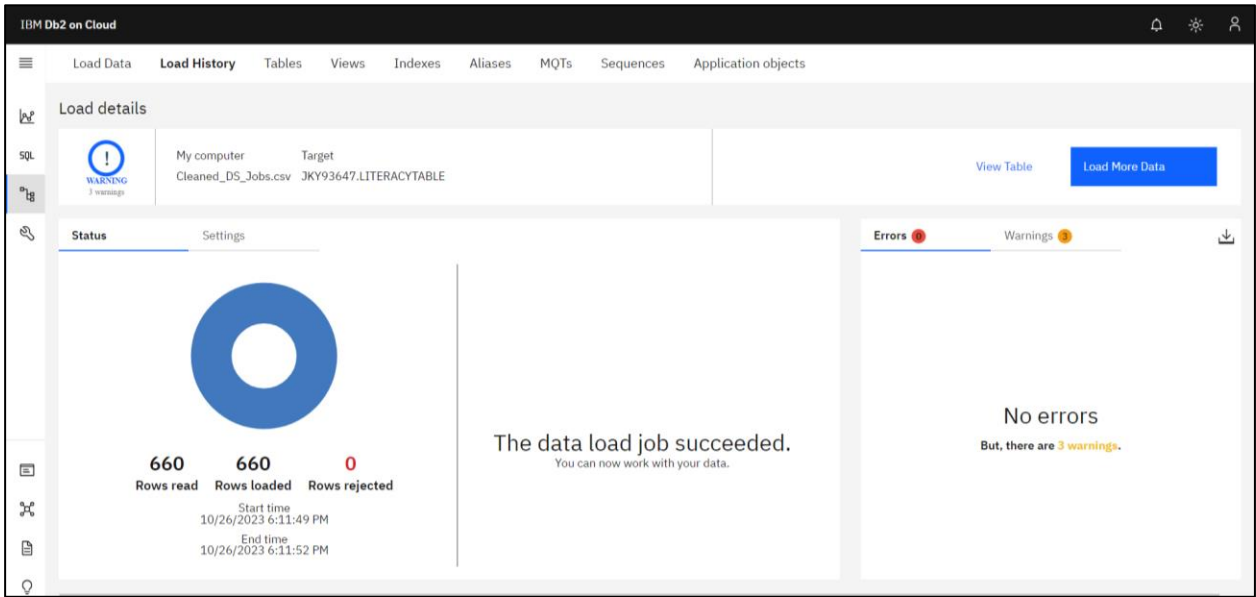 IBM Db2 on Cloud
Load Data Load History Tables Views Indexes Aliases MQTs Sequences Application objects
Load details
SQL
!
WARNING
3 warnings
My computer Target
Cleaned_DS_Jobs.csv JKY93647.LITERACYTABLE
View Table
Load More Data
Status Settings
Errors 0 Warnings 3
660 660 0
Rows read Rows loaded Rows rejected
Start time
10/26/2023 6:11:49 PM
End time
10/26/2023 6:11:52 PM
The data load job succeeded.
You can now work with your data.
No errors
But, there are 3 warnings.